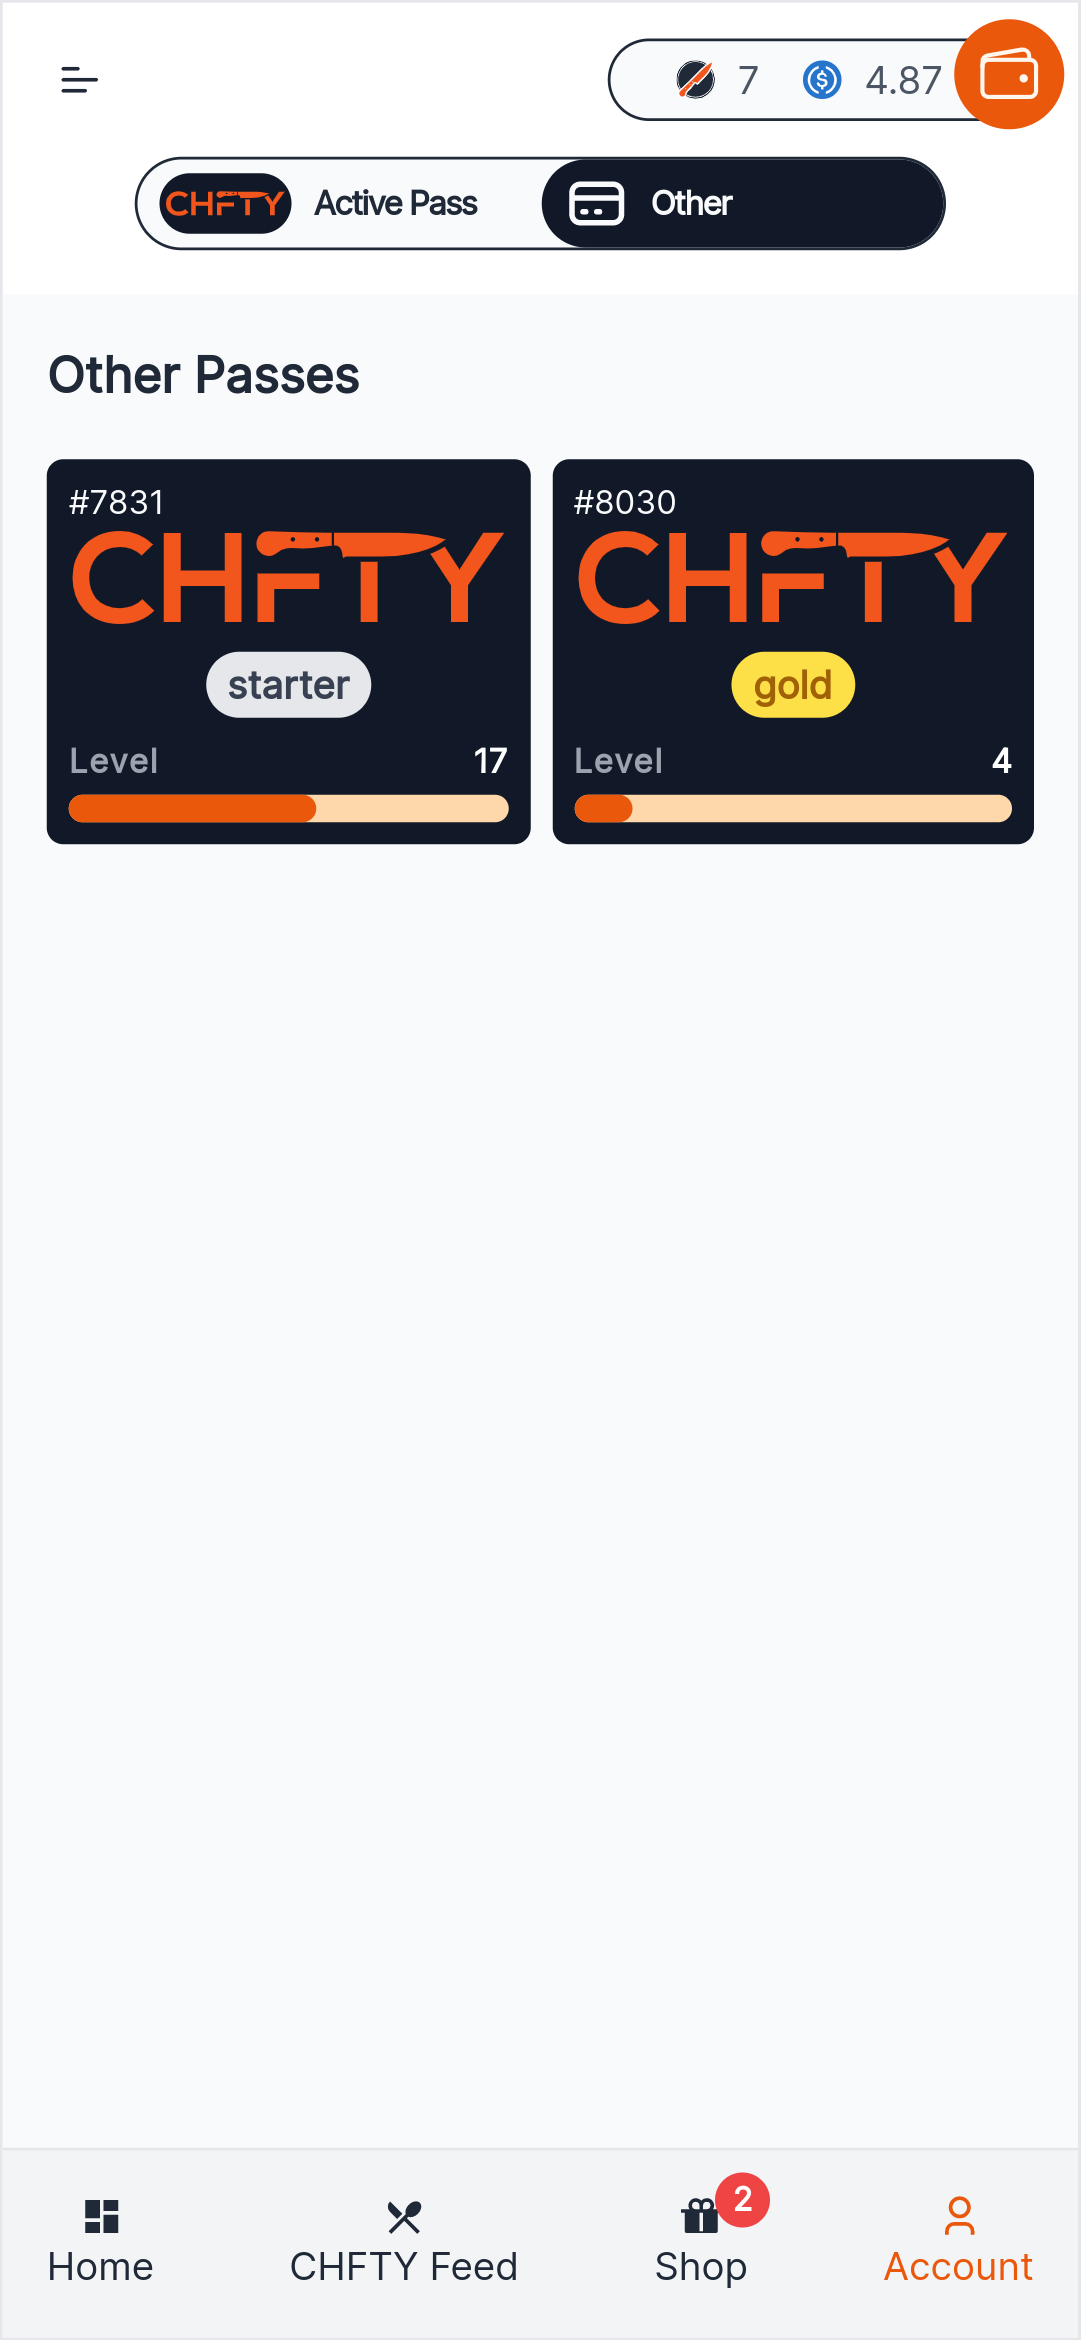 7 4.87
CHFTY Active Pass Other
Other Passes
#7831 #8030
CHFTY CHFTY
starter gold
Level 17 Level 4
2
Home CHFTY Feed Shop Account